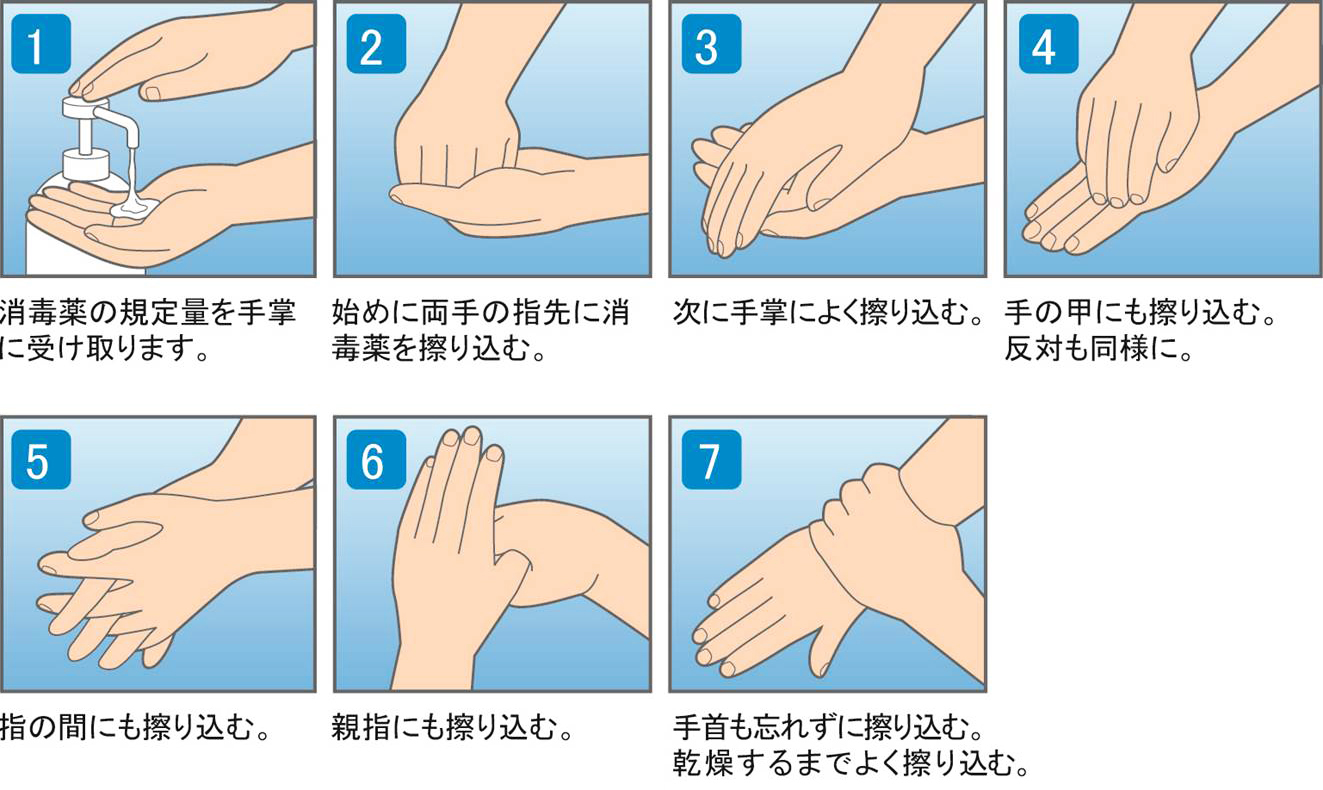 1
消毒薬の規定量を手掌
に受け取ります。
2
始めに両手の指先に消
毒薬を擦り込む。
3
次に手掌によく擦り込む。
4
手の甲にも擦り込む。
反対も同様に。
5
指の間にも擦り込む。
6
親指にも擦り込む。
7
手首も忘れずに擦り込む。
乾燥するまでよく擦り込む。